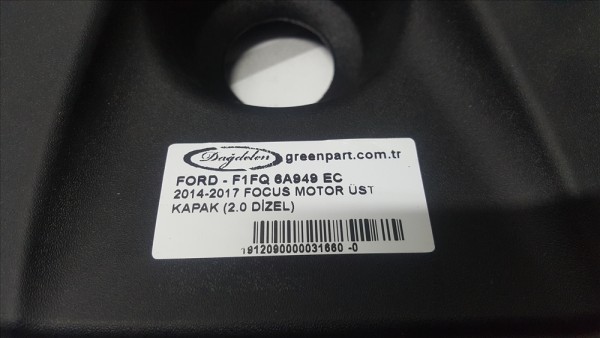 Dağdelen greenpart.com.tr
FORD - F1FQ 6A949 EC
2014-2017 FOCUS MOTOR ÜST
KAPAK (2.0 DİZEL)
1912090000031660 -0